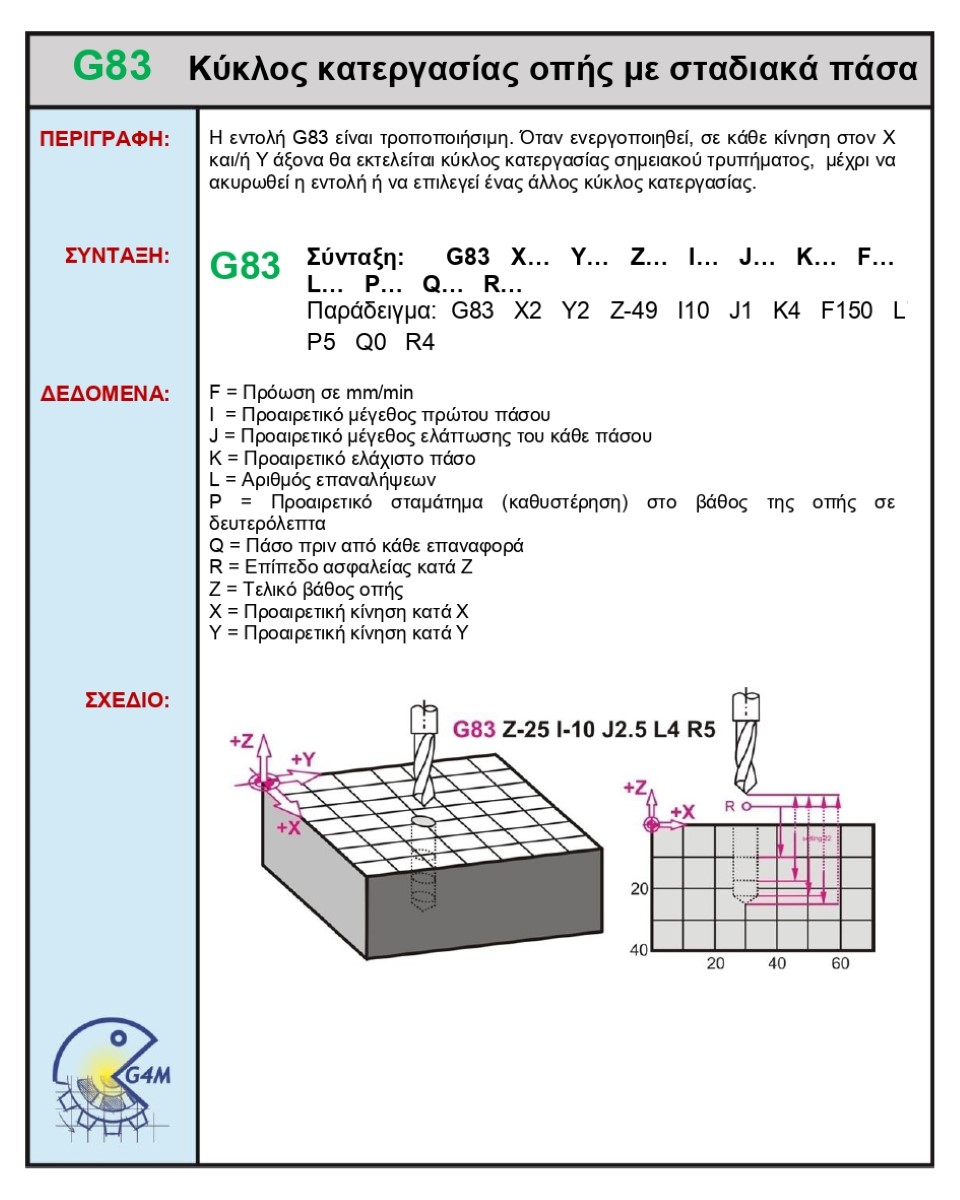 G83 Κύκλος κατεργασίας οπής με σταδιακά πάσα
ΠΕΡΙΓΡΑΦΗ:
Η εντολή G83 είναι τροποποιήσιμη. Όταν ενεργοποιηθεί, σε κάθε κίνηση στον X
και/ή Y άξονα θα εκτελείται κύκλος κατεργασίας σημειακού τρυπήματος, μέχρι να
ακυρωθεί η εντολή ή να επιλεγεί ένας άλλος κύκλος κατεργασίας.
ΣΥΝΤΑΞΗ:
G83
Σύνταξη: G83 X… Y… Z… I… J… K… F…
L… P… Q… R…
Παράδειγμα: G83 X2 Y2 Z-49 I10 J1 K4 F150 L
P5 Q0 R4
ΔΕΔΟΜΕΝΑ:
F = Πρόωση σε mm/min
I = Προαιρετικό μέγεθος πρώτου πάσου
J = Προαιρετικό μέγεθος ελάττωσης του κάθε πάσου
K = Προαιρετικό ελάχιστο πάσο
L = Αριθμός επαναλήψεων
P = Προαιρετικό σταμάτημα (καθυστέρηση) στο βάθος της οπής σε
δευτερόλεπτα
Q = Πάσο πριν από κάθε επαναφορά
R = Επίπεδο ασφαλείας κατά Z
Z = Τελικό βάθος οπής
X = Προαιρετική κίνηση κατά X
Y = Προαιρετική κίνηση κατά Y
ΣΧΕΔΙΟ:
G83 Z-25 I-10 J2.5 L4 R5
+Z
+Y
+X
+Z
+X
R
20
40
20
40
60
G4M